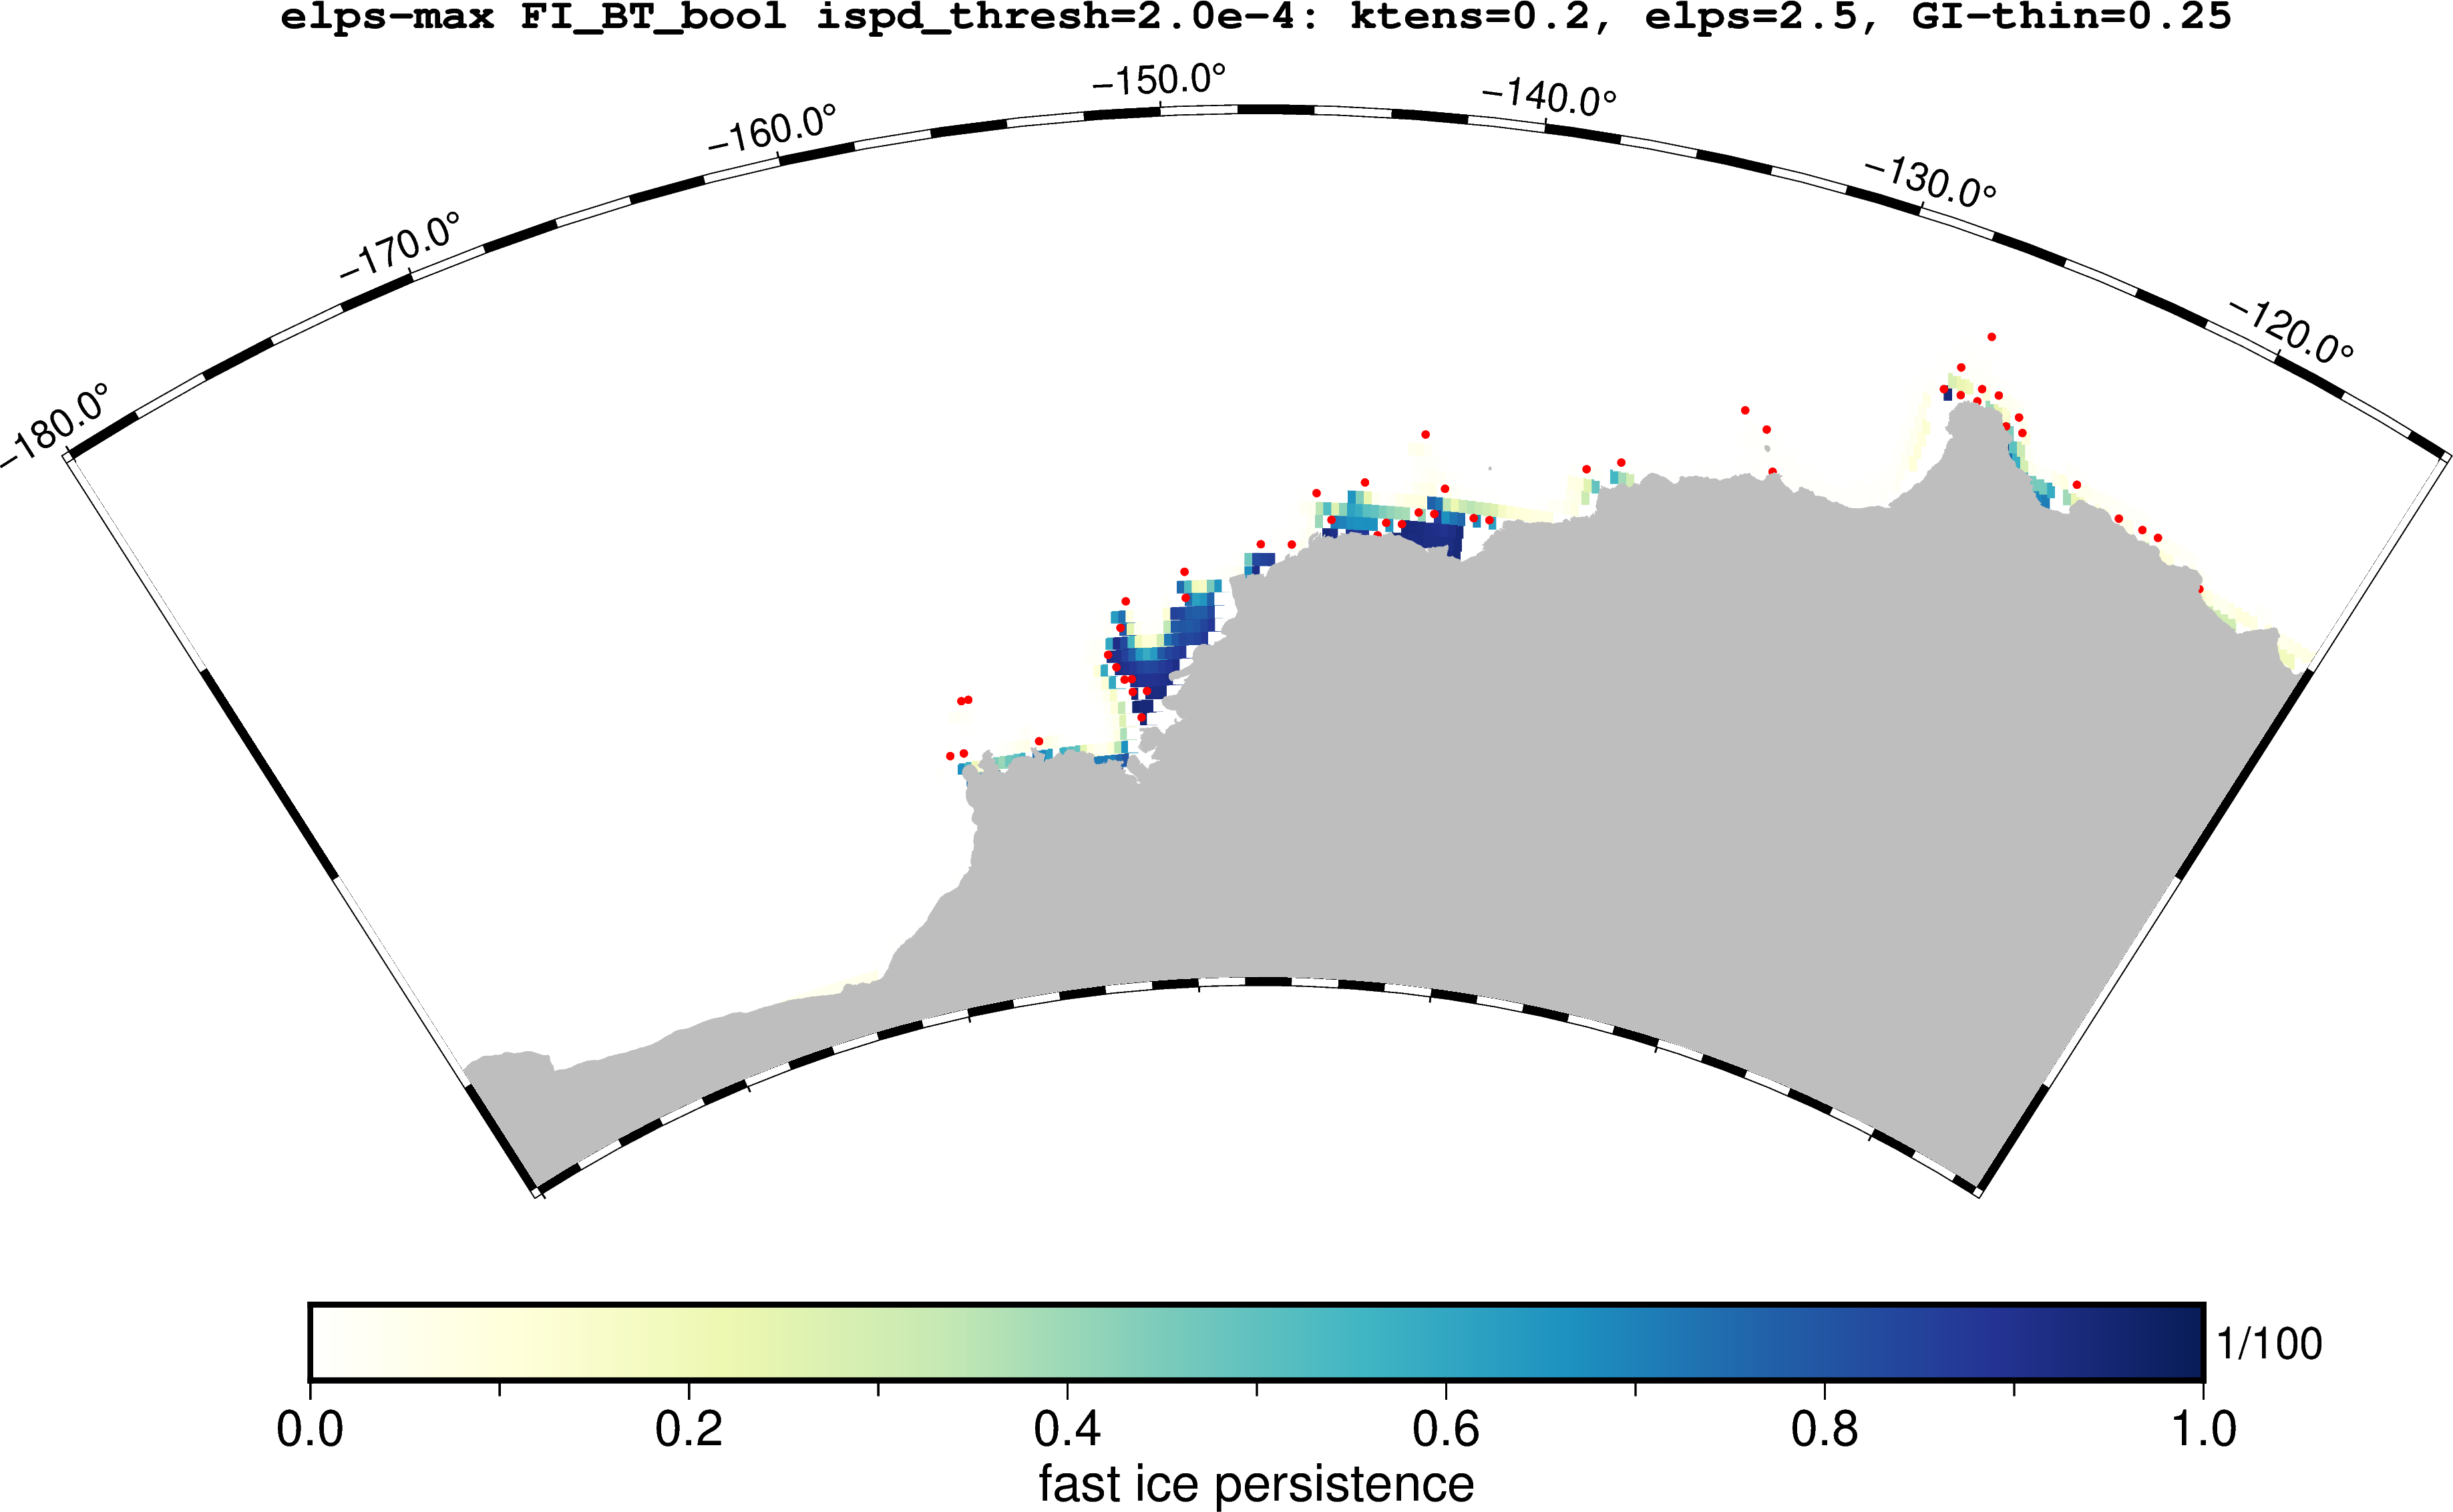 elps-max FI_BT_bool ispd_thresh=2.0e-4: ktens=0.2, elps=2.5, GI-thin=0.25
−180.0°
−170.0°
−160.0°
−150.0°
−140.0°
−130.0°
−120.0°
1/100
0.0 0.2 0.4 0.6 0.8 1.0
fast ice persistence